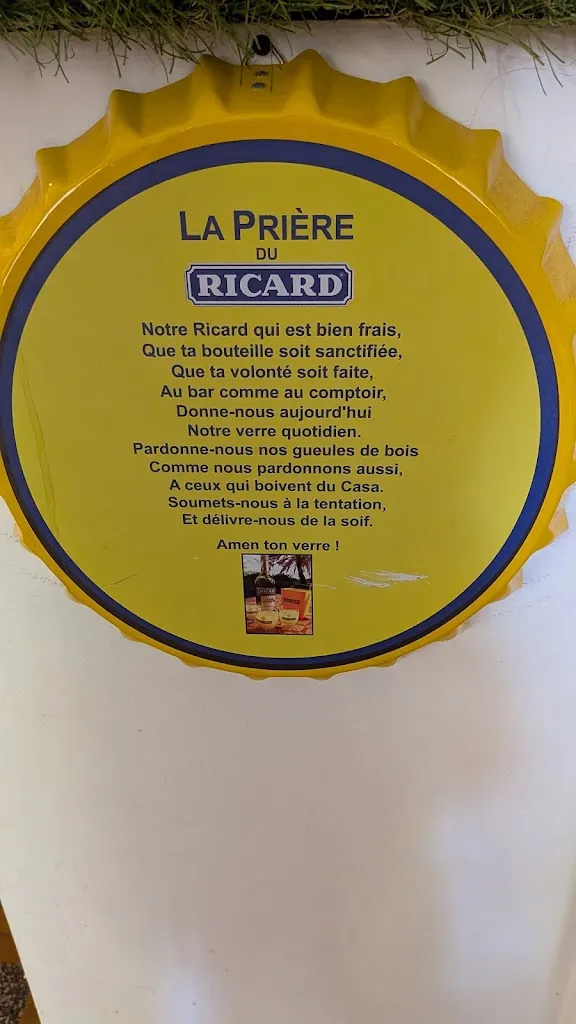 LA PRIÈRE
DU
RICARD
Notre Ricard qui est bien frais,
Que ta bouteille soit sanctifiée,
Que ta volonté soit faite,
Au bar comme au comptoir,
Donne-nous aujourd'hui
Notre verre quotidien.
Pardonne-nous nos gueules de bois
Comme nous pardonnons aussi,
A ceux qui boivent du Casa.
Soumets-nous à la tentation,
Et délivre-nous de la soif.
Amen ton verre !